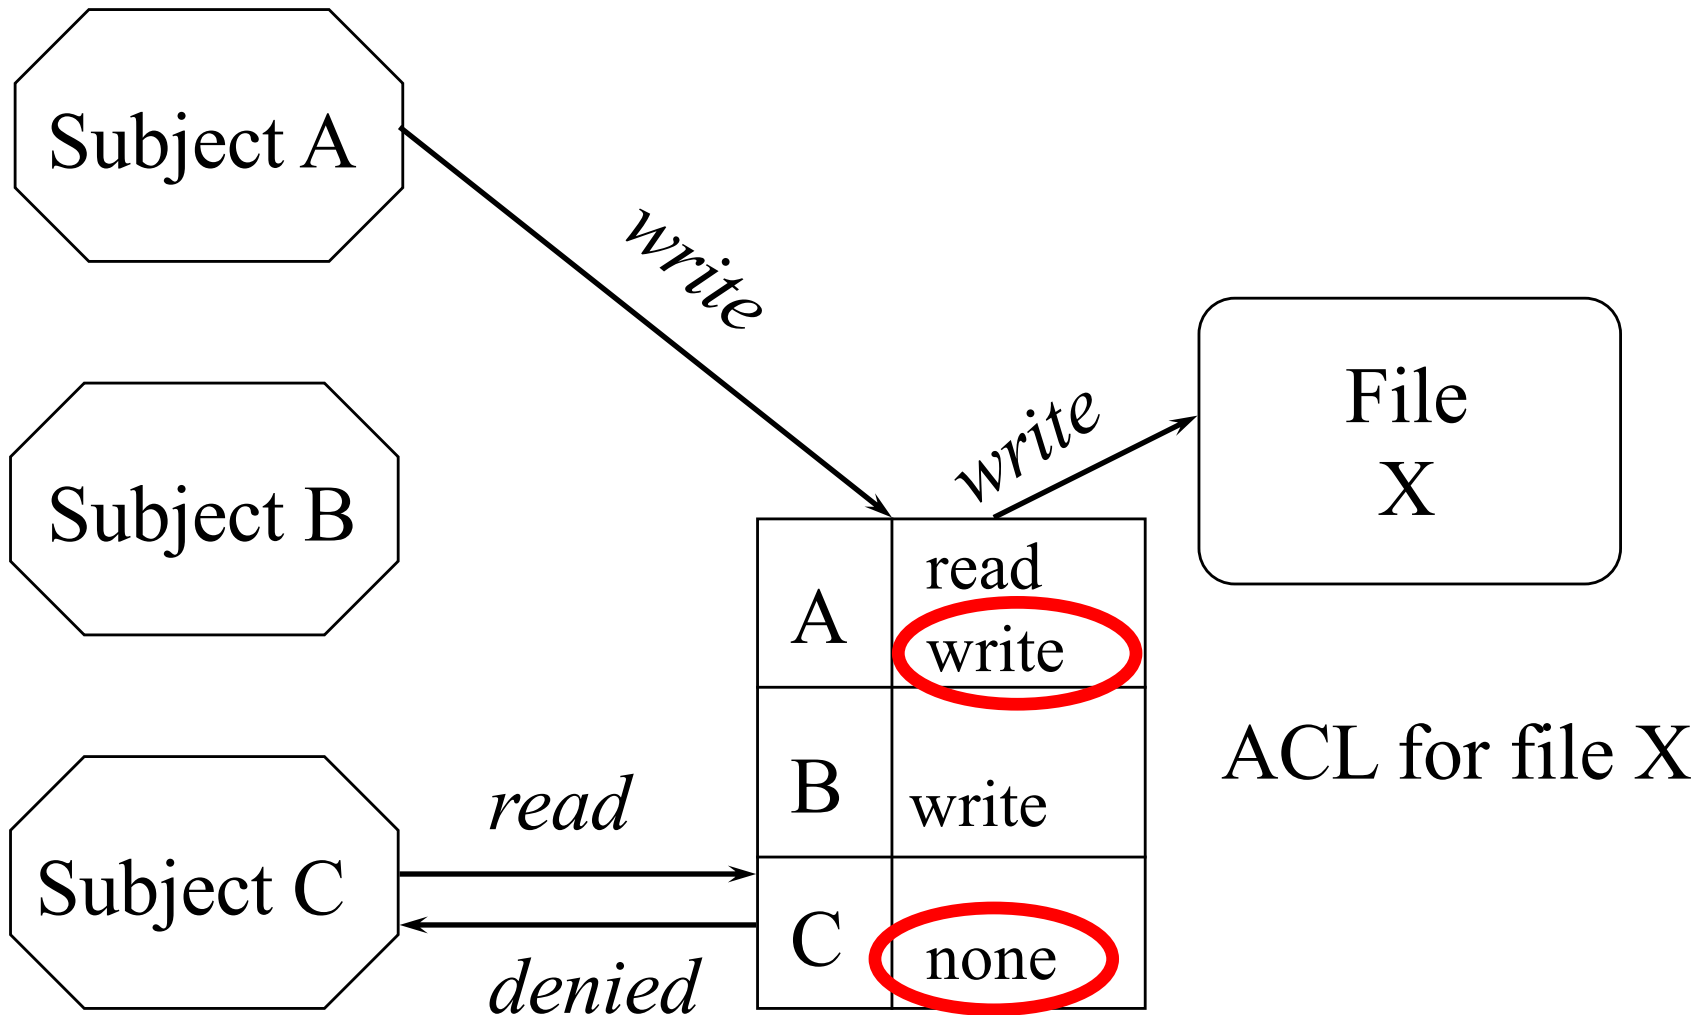 Subject A
write
Subject B
write
File
X
A
read
write
B
write
ACL for file X
Subject C
read
denied
C
none